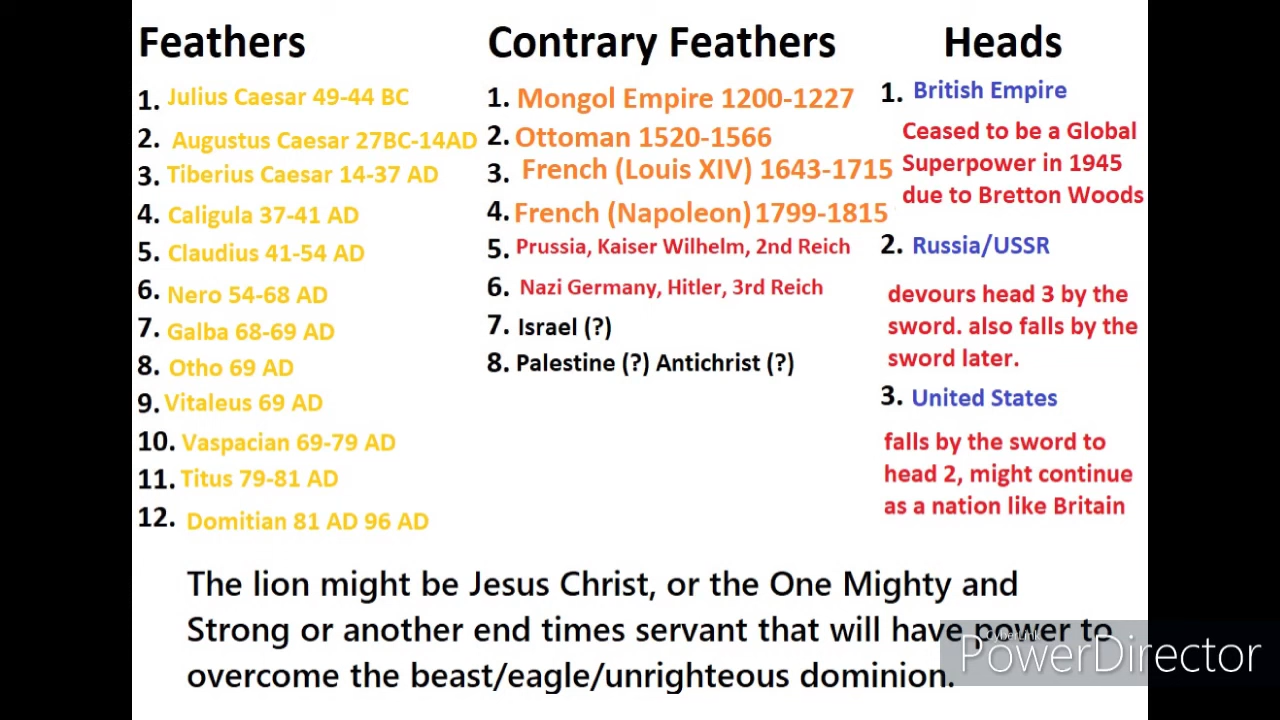 Feathers
1. Julius Caesar 49-44 BC
2. Augustus Caesar 27BC-14AD
3. Tiberius Caesar 14-37 AD
4. Caligula 37-41 AD
5. Claudius 41-54 AD
6. Nero 54-68 AD
7. Galba 68-69 AD
8. Otho 69 AD
9. Vitaleus 69 AD
10. Vaspacian 69-79 AD
11. Titus 79-81 AD
12. Domitian 81 AD 96 AD
Contrary Feathers
1. Mongol Empire 1200-1227
2. Ottoman 1520-1566
3. French (Louis XIV) 1643-1715
4. French (Napoleon) 1799-1815
5. Prussia, Kaiser Wilhelm, 2nd Reich
6. Nazi Germany, Hitler, 3rd Reich
7. Israel (?)
8. Palestine (?) Antichrist (?)
Heads
1. British Empire
Ceased to be a Global
Superpower in 1945
due to Bretton Woods
2. Russia/USSR
devours head 3 by the
sword. also falls by the
sword later.
3. United States
falls by the sword to
head 2, might continue
as a nation like Britain
The lion might be Jesus Christ, or the One Mighty and
Strong or another end times servant that will have power to
overcome the beast/eagle/unrighteous dominion.
CyberLink
PowerDirector